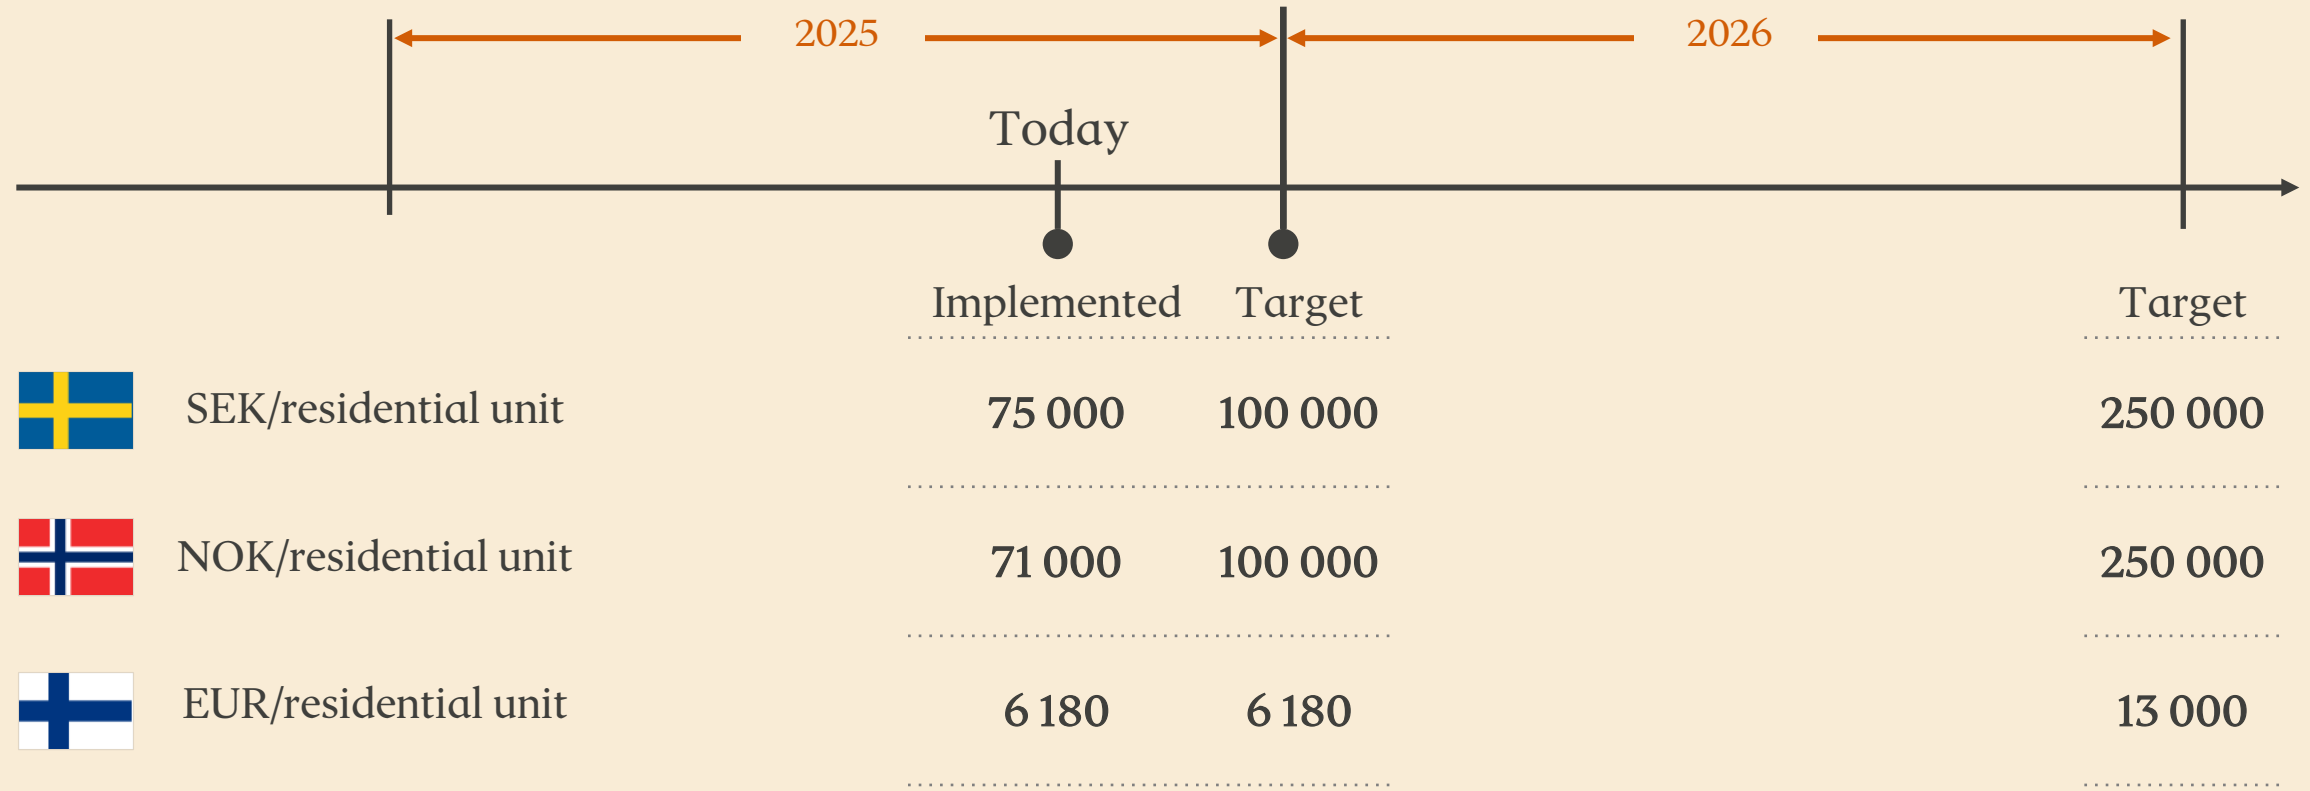 2025 2026
Today
Implemented Target Target
SEK/residential unit 75 000 100 000 250 000
NOK/residential unit 71 000 100 000 250 000
EUR/residential unit 6 180 6 180 13 000